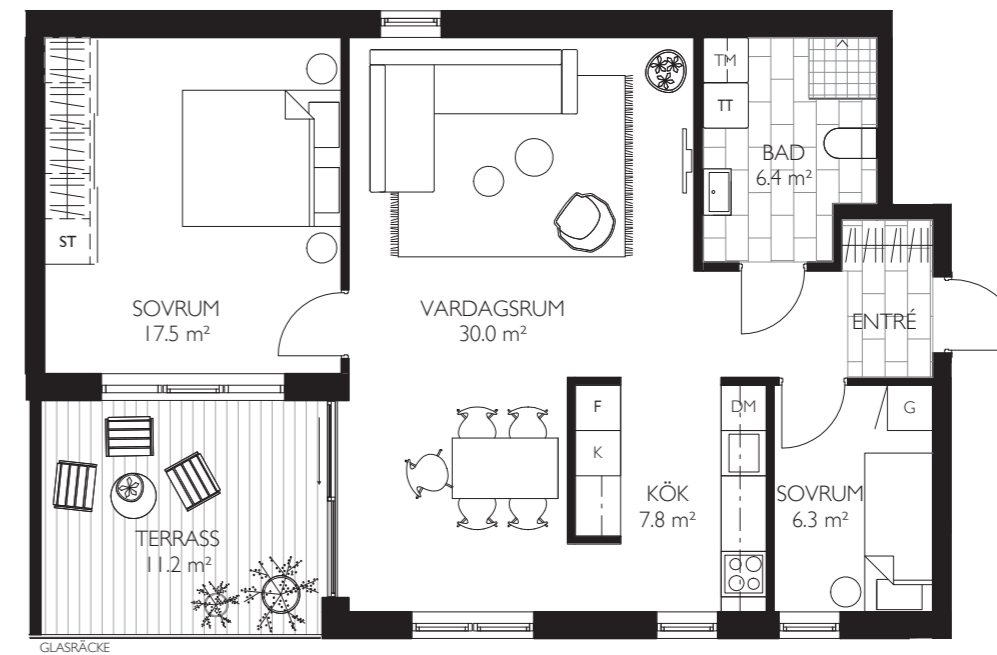 TM
TT
BAD
6.4 m²
ST
SOVRUM
17.5 m²
VARDAGSRUM
30.0 m²
ENTRÉ
F
K
DM
G
KÖK
7.8 m²
SOVRUM
6.3 m²
TERRASS
11.2 m²
GLASRÄCKE